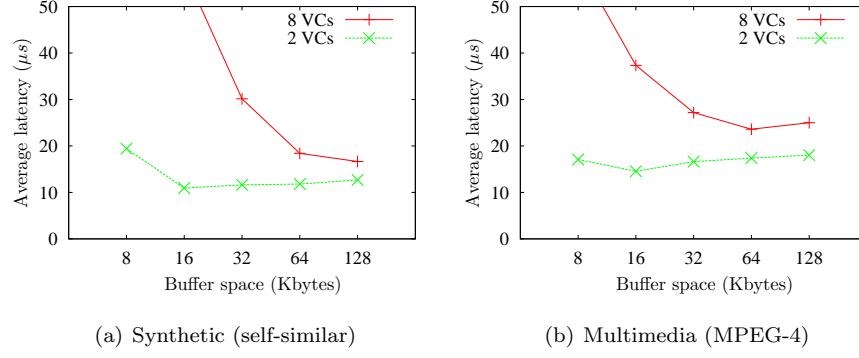 50
40
30
20
10
0
8
16
32
64
128
Average latency (μs)
Buffer space (Kbytes)
8 VCs
2 VCs
(a) Synthetic (self-similar)
50
40
30
20
10
0
8
16
32
64
128
Average latency (μs)
Buffer space (Kbytes)
8 VCs
2 VCs
(b) Multimedia (MPEG-4)